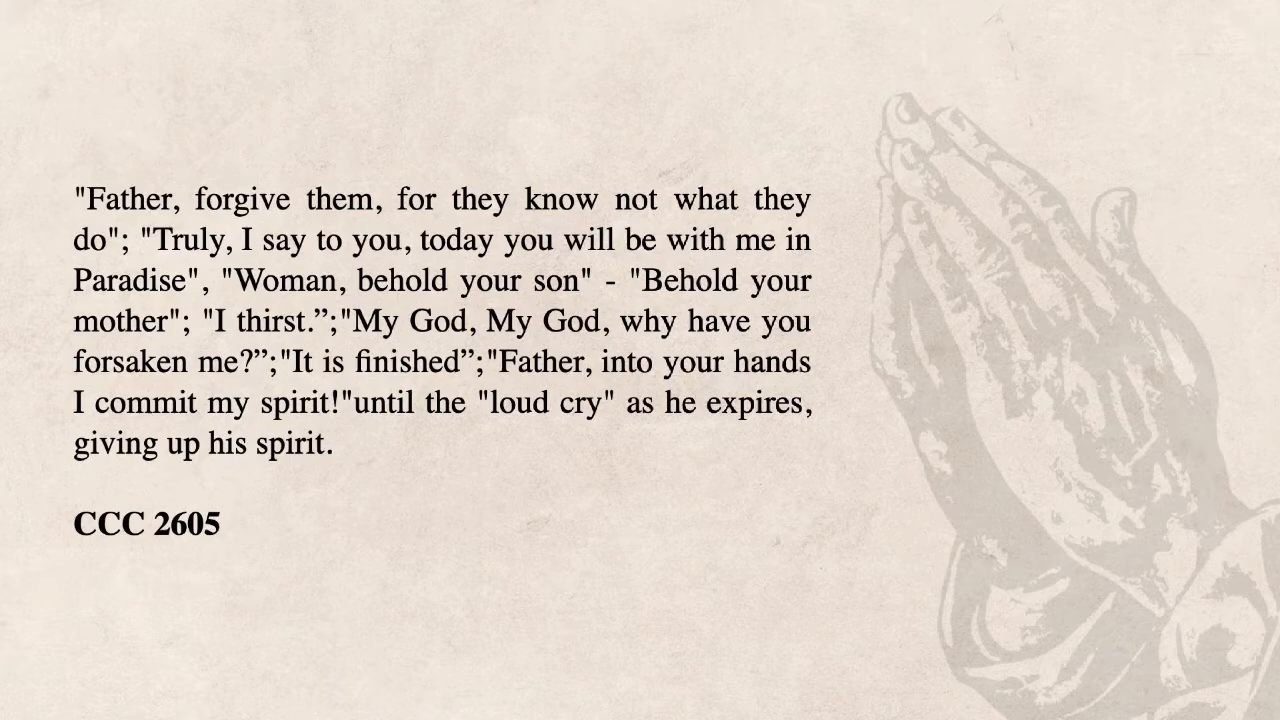 "Father, forgive them, for they know not what they
do"; "Truly, I say to you, today you will be with me in
Paradise", "Woman, behold your son" - "Behold your
mother"; "I thirst.”;"My God, My God, why have you
forsaken me?”;"It is finished”;"Father, into your hands
I commit my spirit!"until the "loud cry" as he expires,
giving up his spirit.
CCC 2605